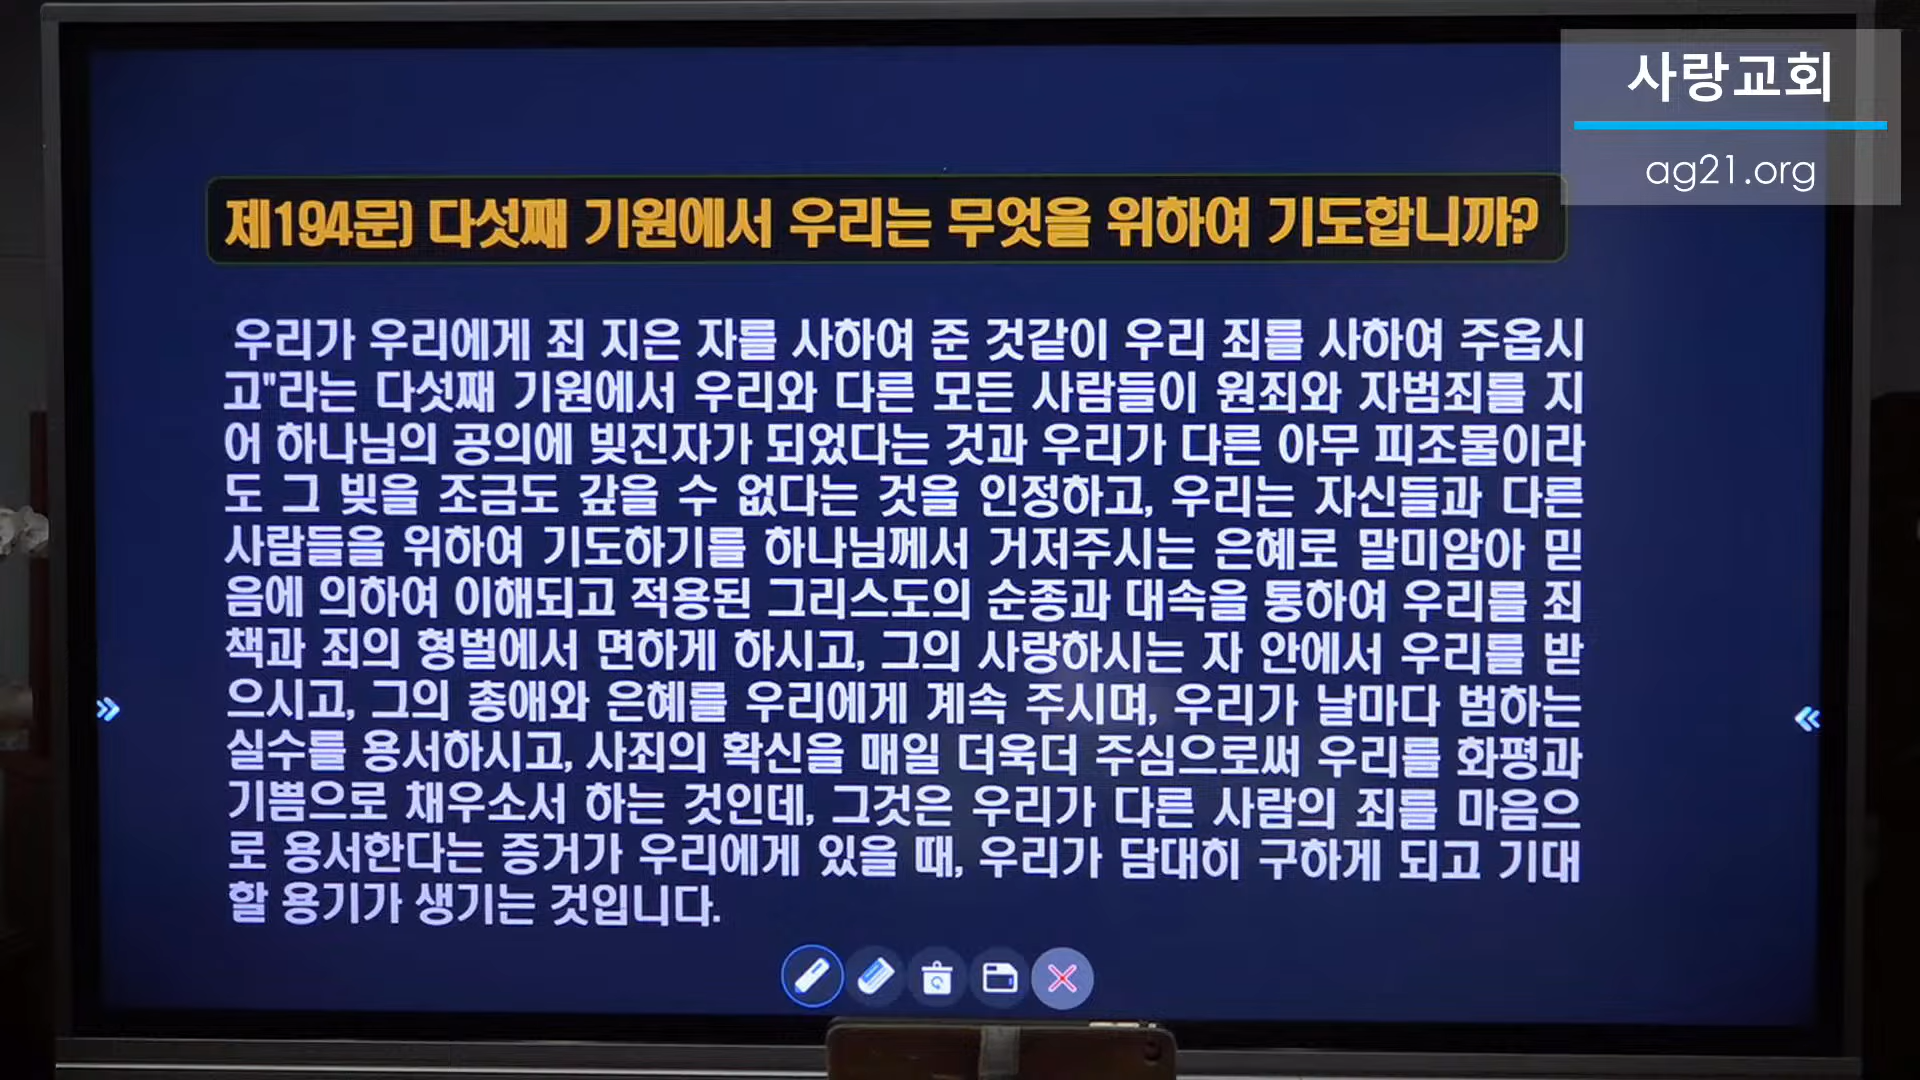 사랑교회
ag21.org
제194문) 다섯째 기원에서 우리는 무엇을 위하여 기도합니까?
우리가 우리에게 죄 지은 자를 사하여 준 것같이 우리 죄를 사하여 주옵시
고"라는 다섯째 기원에서 우리와 다른 모든 사람들이 원죄와 자범죄를 지
어 하나님의 공의에 빚진자가 되었다는 것과 우리가 다른 아무 피조물이라
도 그 빚을 조금도 갚을 수 없다는 것을 인정하고, 우리는 자신들과 다른
사람들을 위하여 기도하기를 하나님께서 거저주시는 은혜로 말미암아 믿
음에 의하여 이해되고 적용된 그리스도의 순종과 대속을 통하여 우리를 죄
책과 죄의 형벌에서 면하게 하시고, 그의 사랑하시는 자 안에서 우리를 받
으시고, 그의 총애와 은혜를 우리에게 계속 주시며, 우리가 날마다 범하는
실수를 용서하시고, 사죄의 확신을 매일 더욱더 주심으로써 우리를 화평과
기쁨으로 채우소서 하는 것인데, 그것은 우리가 다른 사람의 죄를 마음으
로 용서한다는 증거가 우리에게 있을 때, 우리가 담대히 구하게 되고 기대
할 용기가 생기는 것입니다.